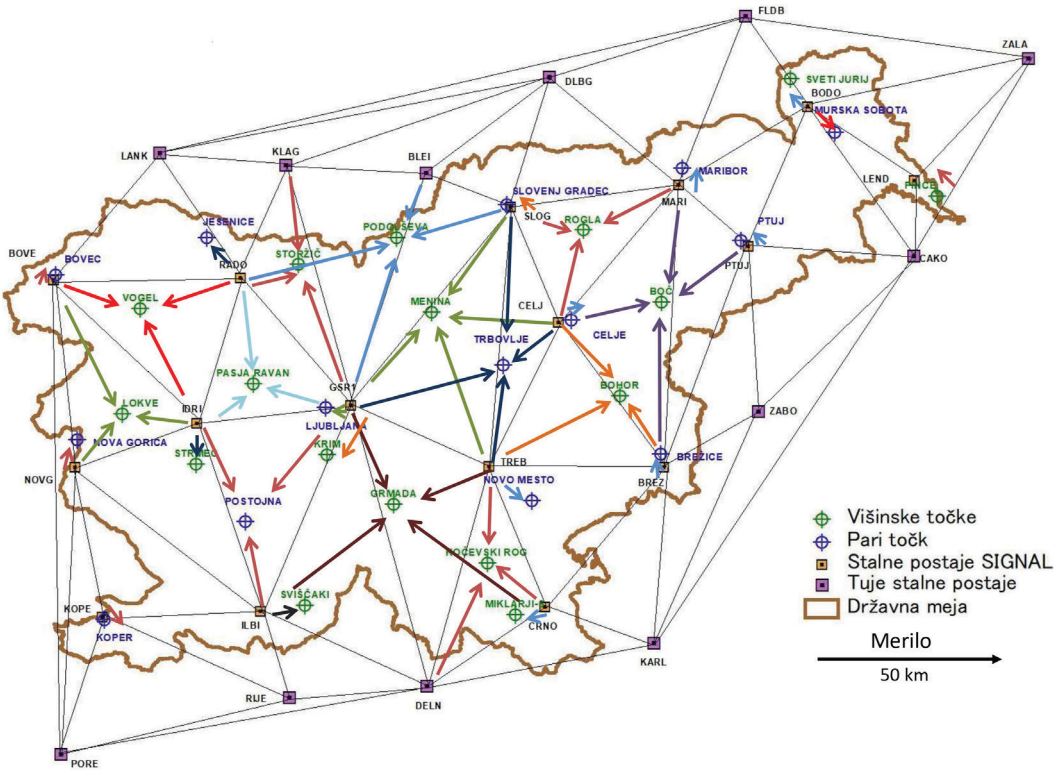 FLDB
ZALA
DLBG
SVETI JURIJ
BODO
MURSKA SOBOTA
LANK
KLAG
BLEI
MARIBOR
LEND
PINCE
SLOVENJ GRADEC
SLOG
MARI
ROGLA
JESENICE
PODOLŠEVA
PTUJ
PTUJ
CAKO
BOVE
BOVEC
RADO
STORŽIČ
VOGEL
MENINA
CELJ
BOČ
CELJE
TRBOVLJE
PASJA RAVAN
GSR1
BOHOR
LOKVE
IDRI
LJUBLJANA
ZABO
NOVA GORICA
KRIM
STRMEC
NOVG
TREB
BREZICE
NOVO MESTO
BREZ
GRMADA
POSTOJNA
KOČEVSKI ROG
SVIŠČAKI
MIKLARJI
KOPE
KOPER
ILBI
CRNO
KARL
RIJE
DELN
PORE
Višinske točke
Pari točk
Stalne postaje SIGNAL
Tuje stalne postaje
Državna meja
Merilo
50 km